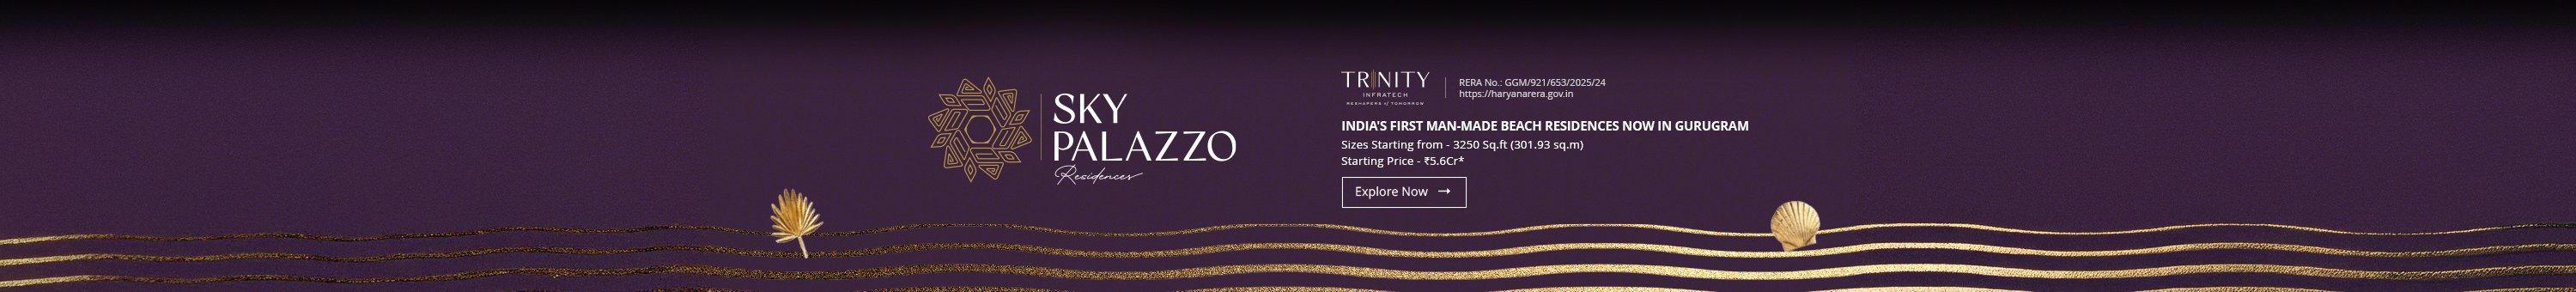 SKY
PALAZZO
Residences
TRINITY
INFRATECH
RESHAPERS of TOMORROW
RERA No.: GGM/921/653/2025/24
https://haryanarera.gov.in
INDIA'S FIRST MAN-MADE BEACH RESIDENCES NOW IN GURUGRAM
Sizes Starting from - 3250 Sq.ft (301.93 sq.m)
Starting Price - ₹5.6Cr*
Explore Now →